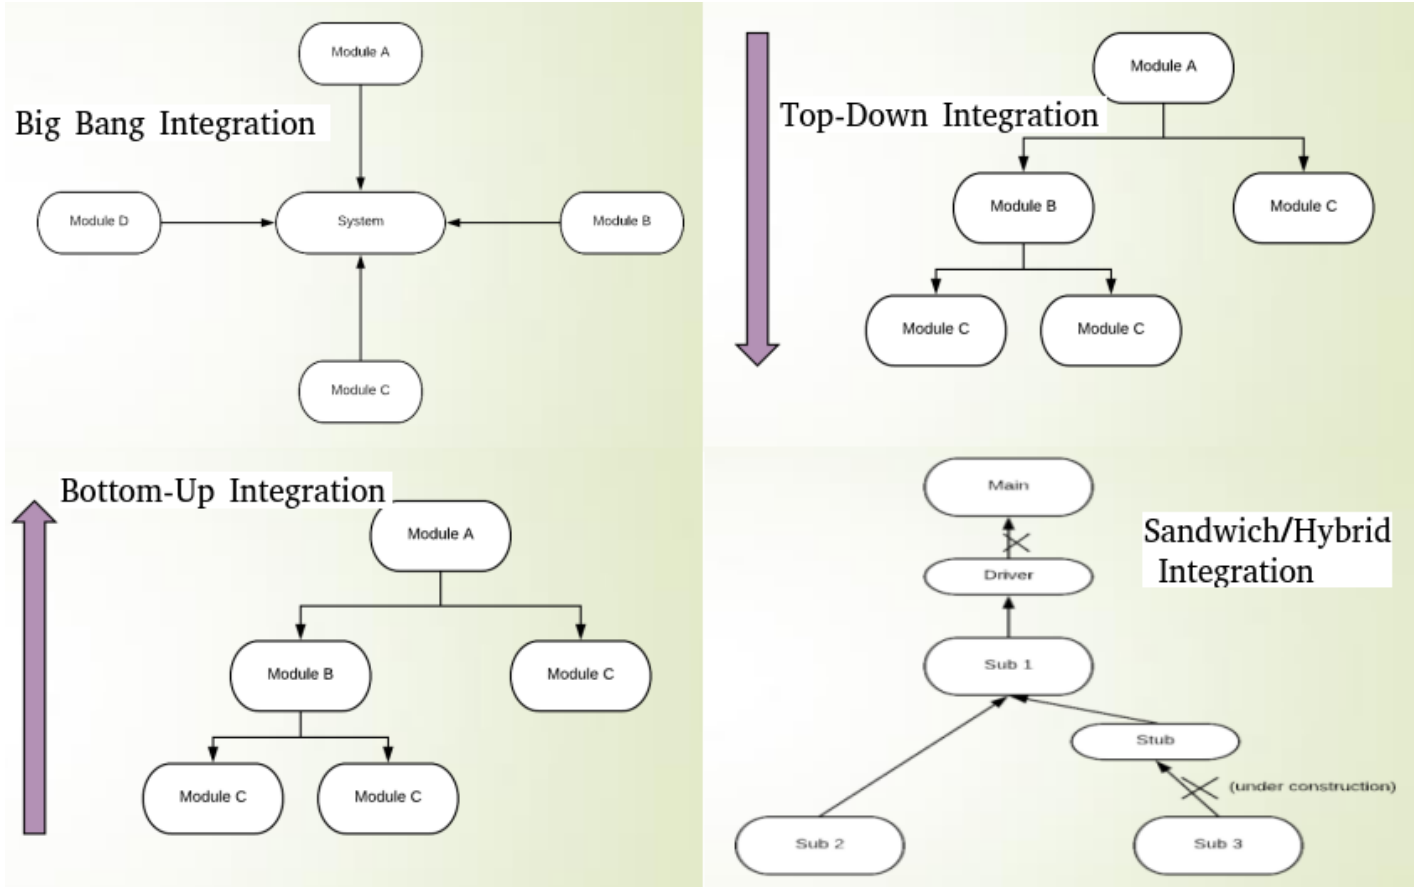 Module A
Big Bang Integration
Module D
System
Module B
Module C
Module A
Top-Down Integration
Module B
Module C
Module C
Module C
Bottom-Up Integration
Module A
Module B
Module C
Module C
Module C
Main
Sandwich/Hybrid
Integration
Driver
Sub 1
Stub
(under construction)
Sub 2
Sub 3